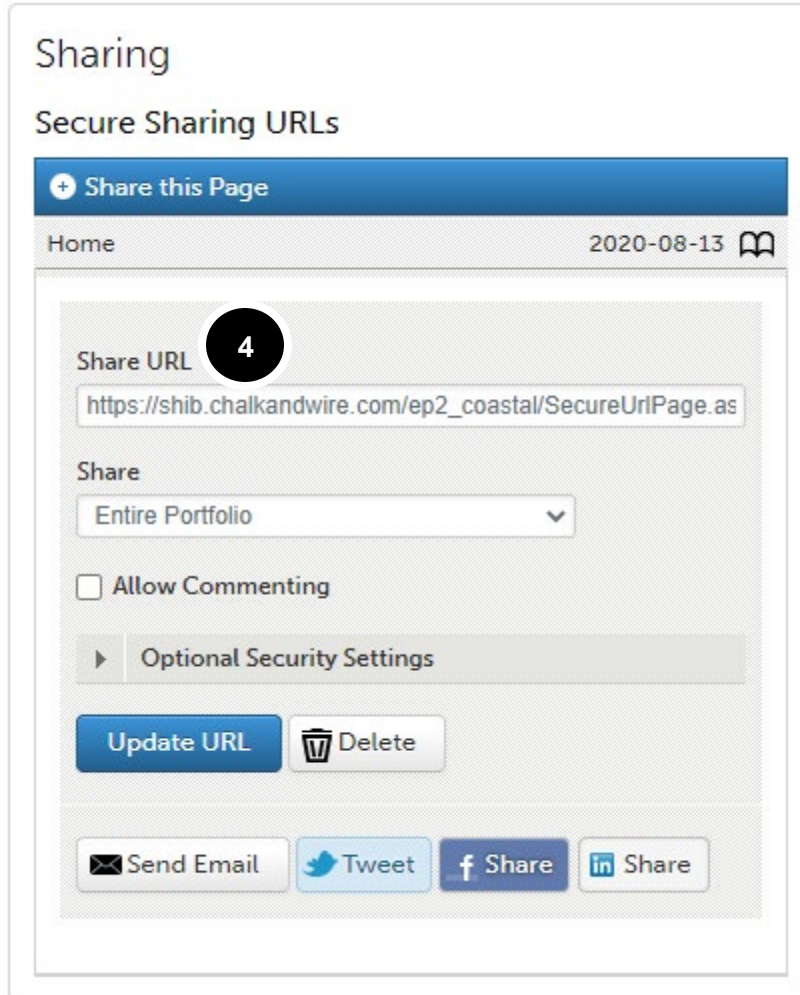 Sharing
Secure Sharing URLs
Share this Page
Home 2020-08-13
4
Share URL
https://shib.chalkandwire.com/ep2_coastal/SecureUrlPage.as
Share
Entire Portfolio
Allow Commenting
Optional Security Settings
Update URL Delete
Send Email Tweet f Share in Share